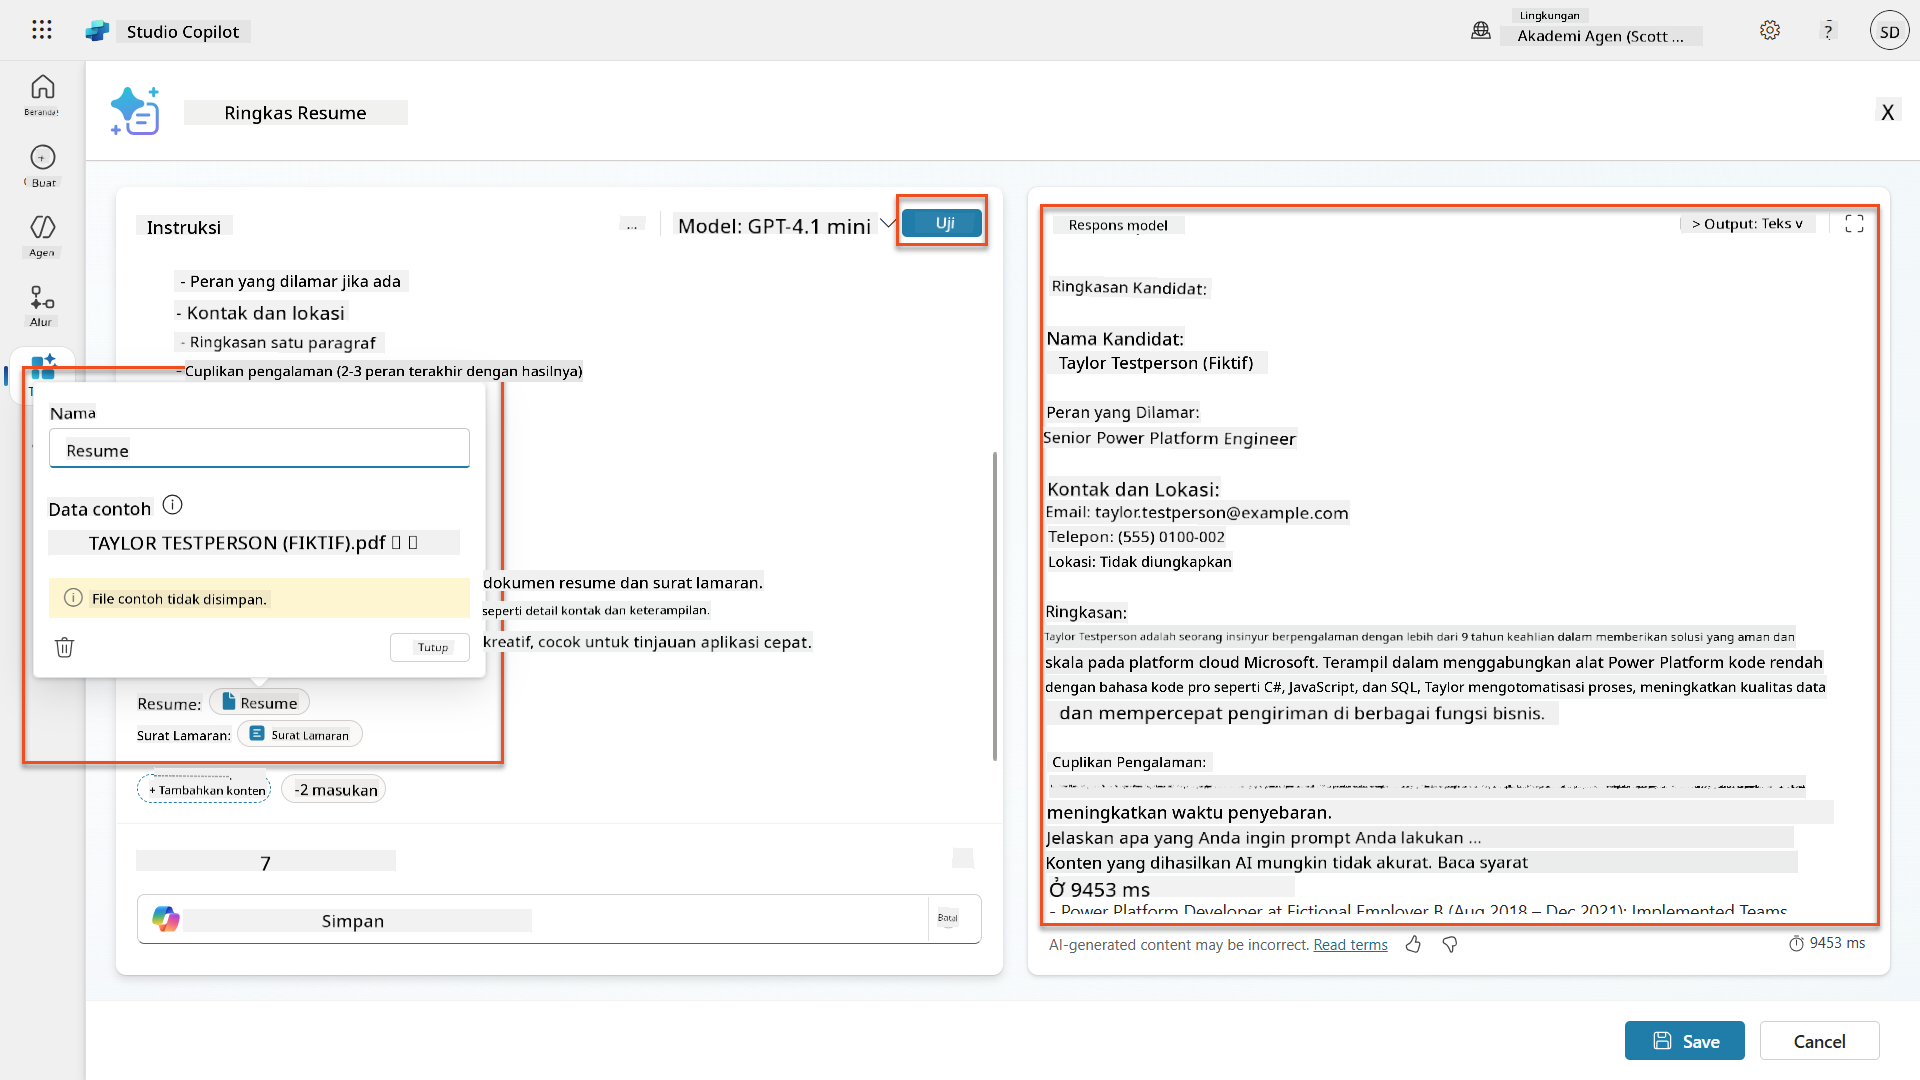 Studio Copilot
Lingkungan
Akademi Agen (Scott ...
?
SD
Beranda
Buat
Agen
Alur
Ringkas Resume
X
Instruksi
...
Model: GPT-4.1 mini
Uji
- Peran yang dilamar jika ada
- Kontak dan lokasi
- Ringkasan satu paragraf
- Cuplikan pengalaman (2-3 peran terakhir dengan hasilnya)
Nama
Resume
Data contoh
TAYLOR TESTPERSON (FIKTIF).pdf
File contoh tidak disimpan.
Tutup
dokumen resume dan surat lamaran.
seperti detail kontak dan keterampilan.
kreatif, cocok untuk tinjauan aplikasi cepat.
Resume: Resume
Surat Lamaran: Surat Lamaran
+ Tambahkan konten
-2 masukan
7
Simpan
Batal
Respons model
> Output: Teks v
Ringkasan Kandidat:
Nama Kandidat:
Taylor Testperson (Fiktif)
Peran yang Dilamar:
Senior Power Platform Engineer
Kontak dan Lokasi:
Email: taylor.testperson@example.com
Telepon: (555) 0100-002
Lokasi: Tidak diungkapkan
Ringkasan:
Taylor Testperson adalah seorang insinyur berpengalaman dengan lebih dari 9 tahun keahlian dalam memberikan solusi yang aman dan
skala pada platform cloud Microsoft. Terampil dalam menggabungkan alat Power Platform kode rendah
dengan bahasa kode pro seperti C#, JavaScript, dan SQL, Taylor mengotomatisasi proses, meningkatkan kualitas data
dan mempercepat pengiriman di berbagai fungsi bisnis.
Cuplikan Pengalaman:
meningkatkan waktu penyebaran.
Jelaskan apa yang Anda ingin prompt Anda lakukan ...
Konten yang dihasilkan AI mungkin tidak akurat. Baca syarat
Ở 9453 ms
- Power Platform Developer at Fictional Employer B (Aug 2018 – Dec 2021): Implemented Teams
AI-generated content may be incorrect. Read terms
9453 ms
Save
Cancel